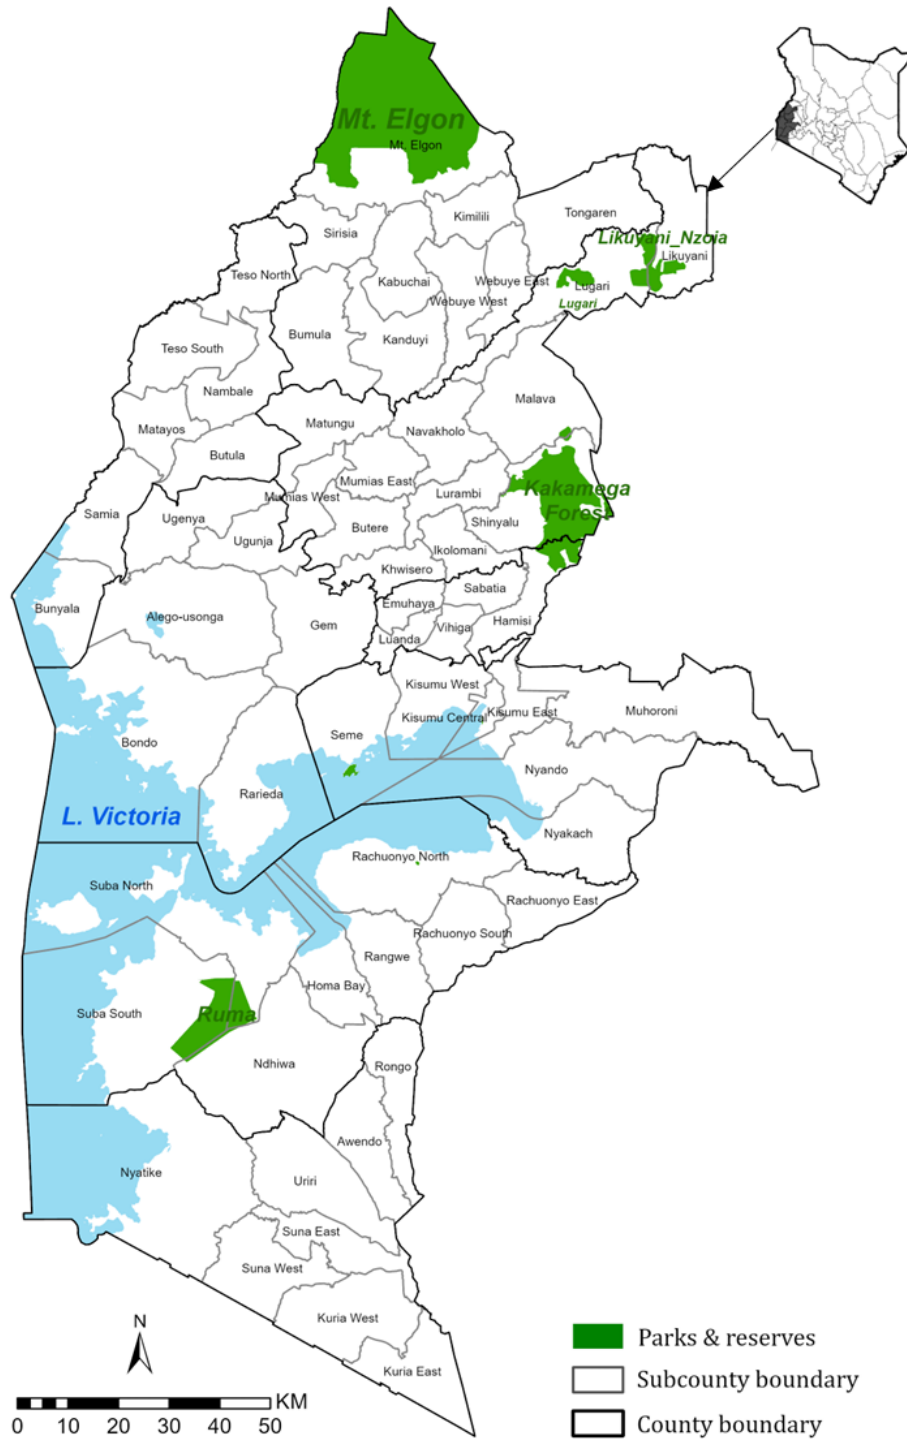 Mt. Elgon
Mt. Elgon
Kimilili
Tongaren
Sirisia
Likuyani_Nzoia
Likuyani
Teso North
Kabuchai
Webuye East
Lugari
Webuye West
Lugari
Bumula
Kanduyi
Teso South
Nambale
Malava
Matayos
Matungu
Navakholo
Butula
Mumias East
Kakamega
Forest
Mumias West
Lurambi
Samia
Ugenya
Butere
Shinyalu
Ugunja
Ikolomani
Khwisero
Sabatia
Bunyala
Emuhaya
Alego-usonga
Gem
Vihiga
Hamisi
Luanda
Kisumu West
Kisumu East
Muhoroni
Kisumu Central
Seme
Bondo
Nyando
Rarieda
L. Victoria
Nyakach
Rachuonyo North
Suba North
Rachuonyo East
Rachuonyo South
Rangwe
Homa Bay
Suba South
Ruma
Ndhiwa
Rongo
Awendo
Nyatike
Uriri
Suna East
Suna West
Kuria West
Kuria East
N
KM
0 10 20 30 40 50
Parks & reserves
Subcounty boundary
County boundary